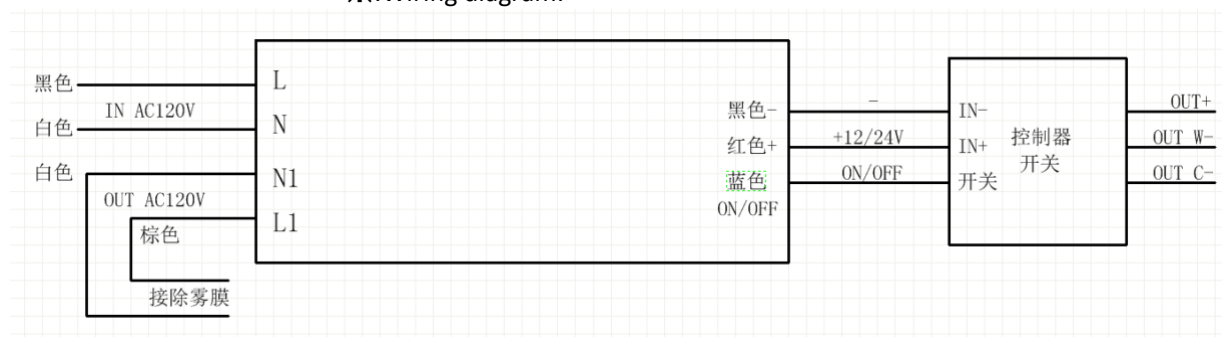 Wiring diagram:
黑色
IN AC120V
白色
白色
OUT AC120V
棕色
接除雾膜
L
N
N1
L1
黑色-
红色+
蓝色
ON/OFF
-
+12/24V
ON/OFF
IN-
IN+
开关
控制器
开关
OUT+
OUT W-
OUT C-